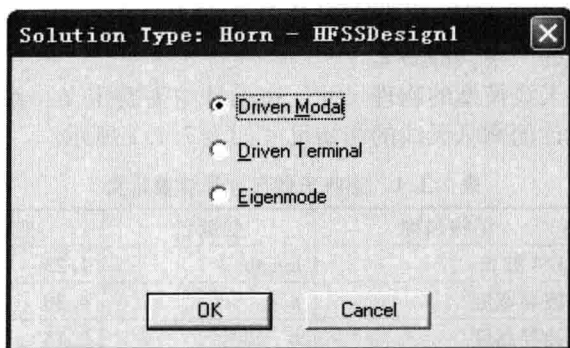 Solution Type: Horn - HFSSDesign1
Driven Modal
Driven Terminal
Eigenmode
OK
Cancel